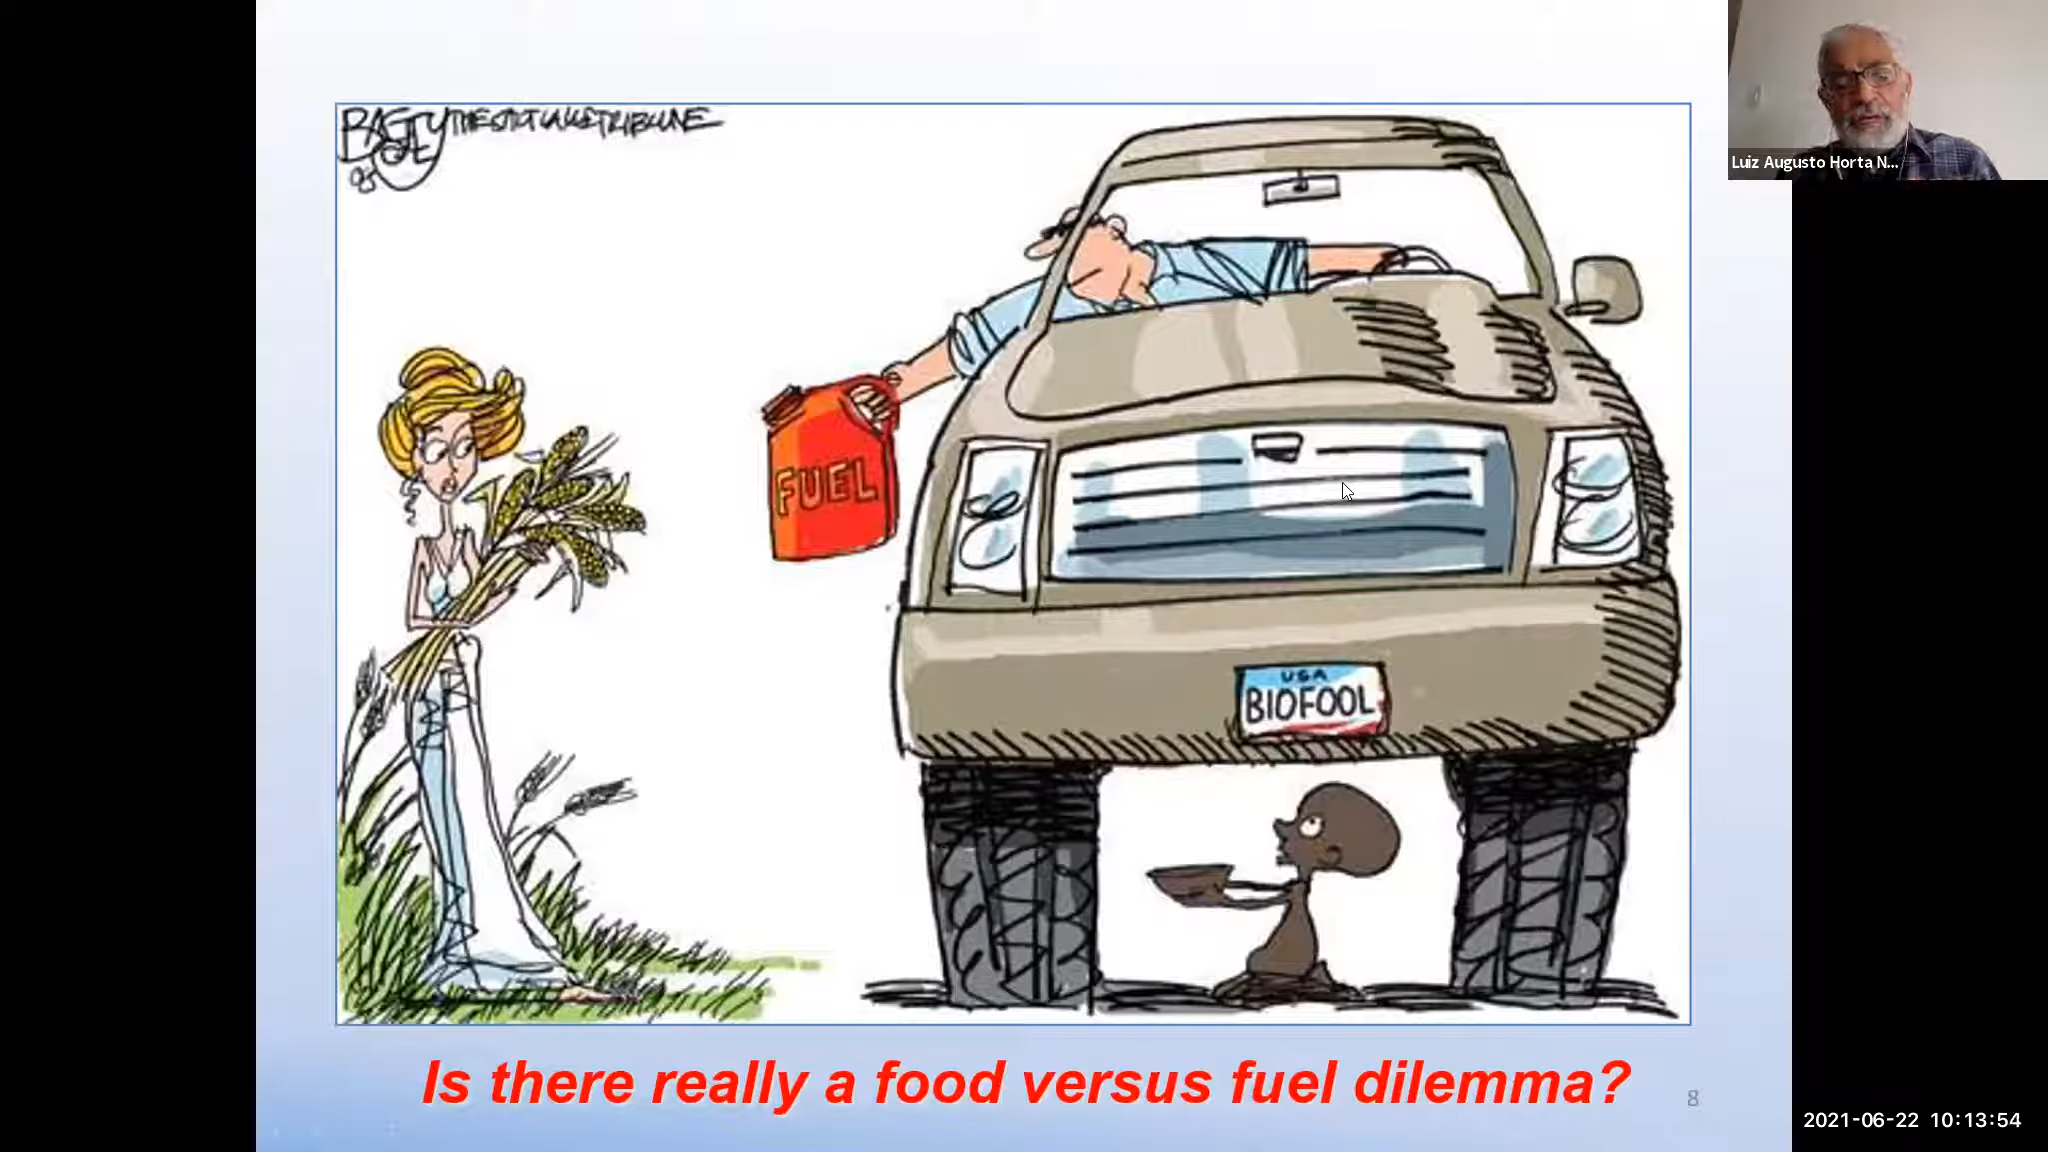 BAGLEY THE SALT LAKE TRIBUNE
08
FUEL
USA
BIOFOOL
Is there really a food versus fuel dilemma?
8
Luiz Augusto Horta N...
2021-06-22 10:13:54